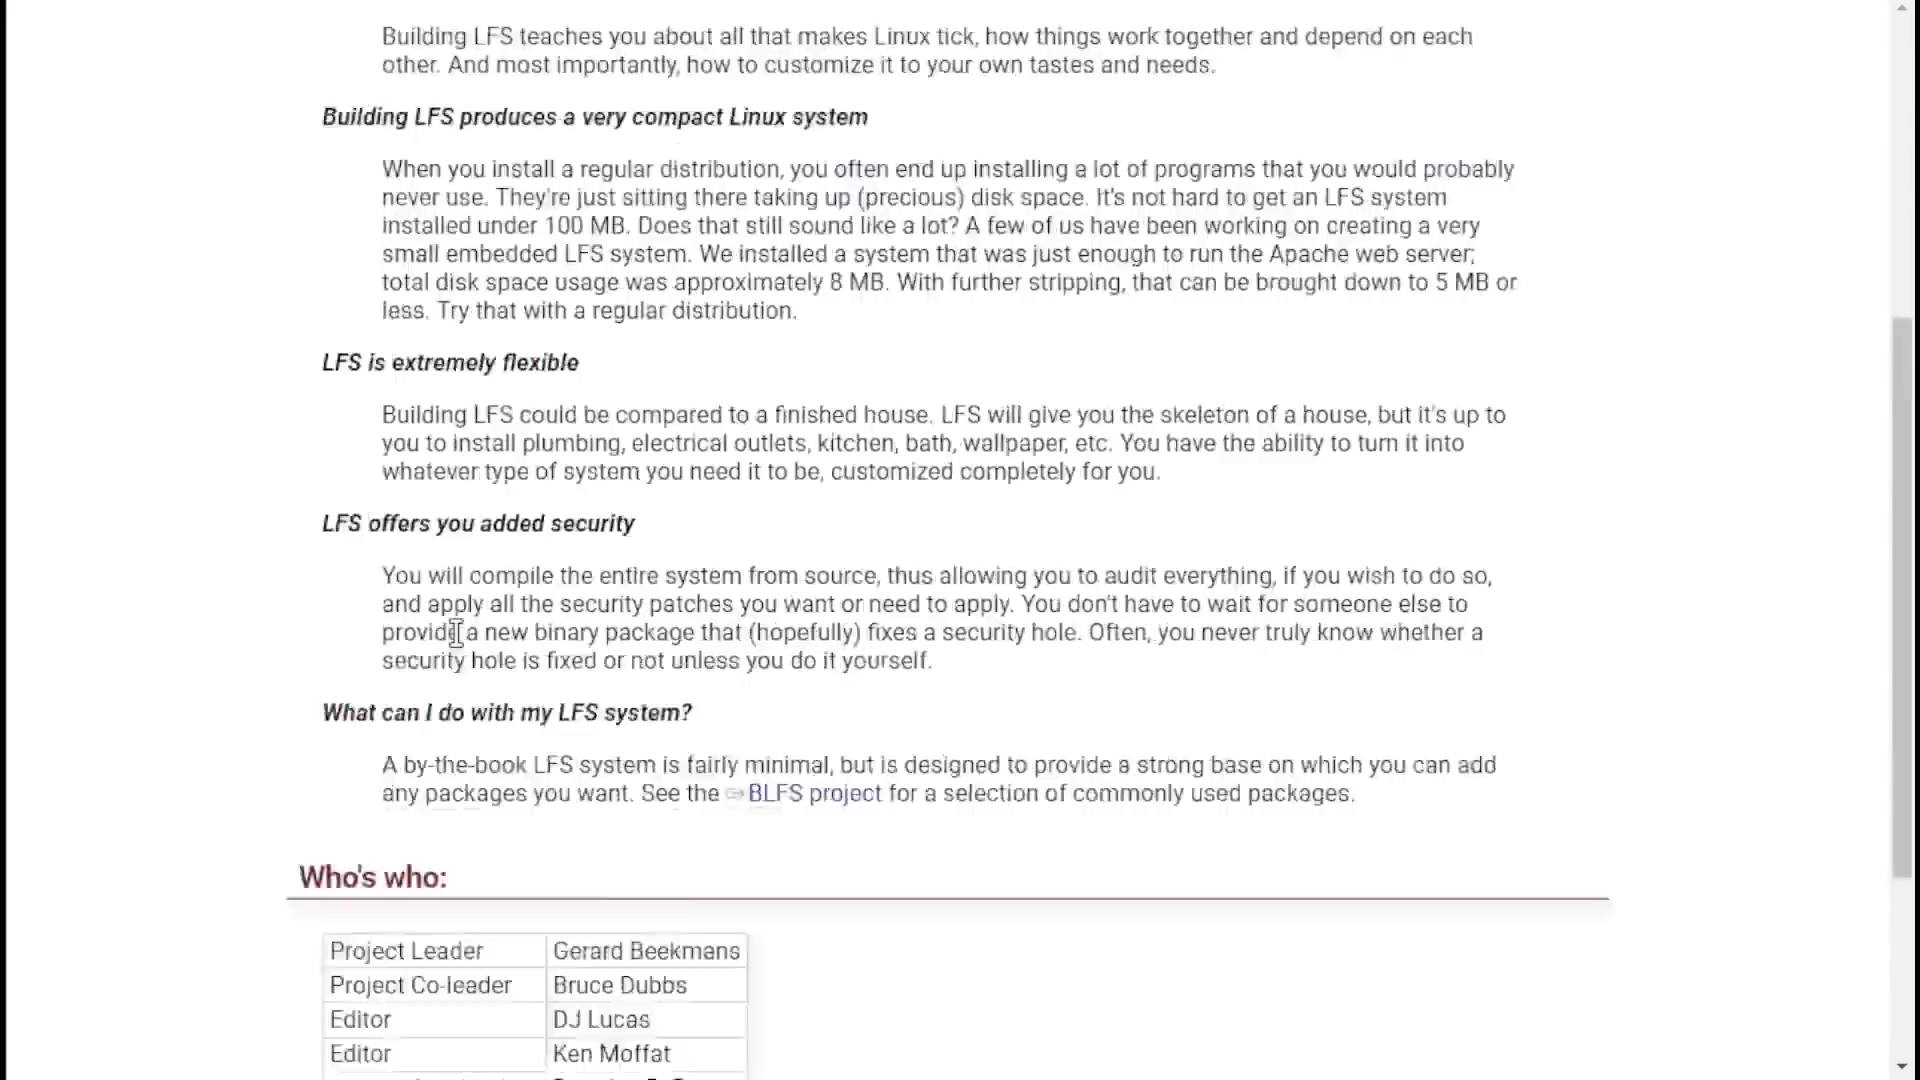 Building LFS teaches you about all that makes Linux tick, how things work together and depend on each
other. And most importantly, how to customize it to your own tastes and needs.
Building LFS produces a very compact Linux system
When you install a regular distribution, you often end up installing a lot of programs that you would probably
never use. They're just sitting there taking up (precious) disk space. It's not hard to get an LFS system
installed under 100 MB. Does that still sound like a lot? A few of us have been working on creating a very
small embedded LFS system. We installed a system that was just enough to run the Apache web server;
total disk space usage was approximately 8 MB. With further stripping, that can be brought down to 5 MB or
less. Try that with a regular distribution.
LFS is extremely flexible
Building LFS could be compared to a finished house. LFS will give you the skeleton of a house, but it's up to
you to install plumbing, electrical outlets, kitchen, bath, wallpaper, etc. You have the ability to turn it into
whatever type of system you need it to be, customized completely for you.
LFS offers you added security
You will compile the entire system from source, thus allowing you to audit everything, if you wish to do so,
and apply all the security patches you want or need to apply. You don't have to wait for someone else to
provide a new binary package that (hopefully) fixes a security hole. Often, you never truly know whether a
security hole is fixed or not unless you do it yourself.
What can I do with my LFS system?
A by-the-book LFS system is fairly minimal, but is designed to provide a strong base on which you can add
any packages you want. See the BLFS project for a selection of commonly used packages.
Who's who:
Project Leader Gerard Beekmans
Project Co-leader Bruce Dubbs
Editor DJ Lucas
Editor Ken Moffat